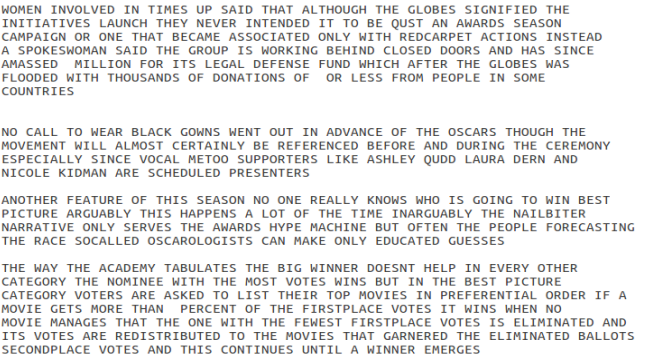 WOMEN INVOLVED IN TIMES UP SAID THAT ALTHOUGH THE GLOBES SIGNIFIED THE
INITIATIVES LAUNCH THEY NEVER INTENDED IT TO BE QUST AN AWARDS SEASON
CAMPAIGN OR ONE THAT BECAME ASSOCIATED ONLY WITH REDCARPET ACTIONS INSTEAD
A SPOKESWOMAN SAID THE GROUP IS WORKING BEHIND CLOSED DOORS AND HAS SINCE
AMASSED  MILLION FOR ITS LEGAL DEFENSE FUND WHICH AFTER THE GLOBES WAS
FLOODED WITH THOUSANDS OF DONATIONS OF  OR LESS FROM PEOPLE IN SOME
COUNTRIES
NO CALL TO WEAR BLACK GOWNS WENT OUT IN ADVANCE OF THE OSCARS THOUGH THE
MOVEMENT WILL ALMOST CERTAINLY BE REFERENCED BEFORE AND DURING THE CEREMONY
ESPECIALLY SINCE VOCAL METOO SUPPORTERS LIKE ASHLEY QUDD LAURA DERN AND
NICOLE KIDMAN ARE SCHEDULED PRESENTERS
ANOTHER FEATURE OF THIS SEASON NO ONE REALLY KNOWS WHO IS GOING TO WIN BEST
PICTURE ARGUABLY THIS HAPPENS A LOT OF THE TIME INARGUABLY THE NAILBITER
NARRATIVE ONLY SERVES THE AWARDS HYPE MACHINE BUT OFTEN THE PEOPLE FORECASTING
THE RACE SOCALLED OSCAROLOGISTS CAN MAKE ONLY EDUCATED GUESSES
THE WAY THE ACADEMY TABULATES THE BIG WINNER DOESNT HELP IN EVERY OTHER
CATEGORY THE NOMINEE WITH THE MOST VOTES WINS BUT IN THE BEST PICTURE
CATEGORY VOTERS ARE ASKED TO LIST THEIR TOP MOVIES IN PREFERENTIAL ORDER IF A
MOVIE GETS MORE THAN  PERCENT OF THE FIRSTPLACE VOTES IT WINS WHEN NO
MOVIE MANAGES THAT THE ONE WITH THE FEWEST FIRSTPLACE VOTES IS ELIMINATED AND
ITS VOTES ARE REDISTRIBUTED TO THE MOVIES THAT GARNERED THE ELIMINATED BALLOTS
SECONDPLACE VOTES AND THIS CONTINUES UNTIL A WINNER EMERGES